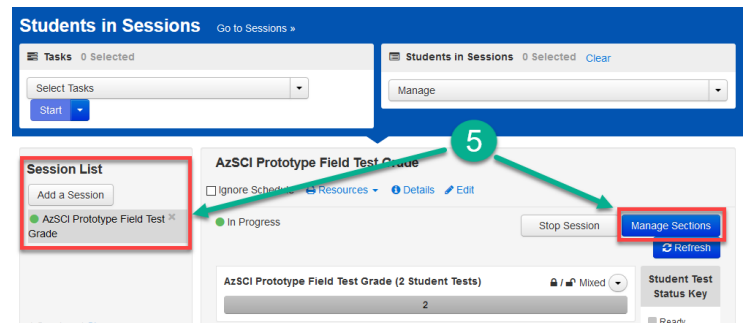 Students in Sessions Go to Sessions »
Tasks 0 Selected
Students in Sessions 0 Selected Clear
Select Tasks
Manage
Start
5
Session List
Add a Session
AzSCI Prototype Field Test ×
Grade
AzSCI Prototype Field Test Grade
Ignore Schedule Resources Details Edit
In Progress
Stop Session
Manage Sections
Refresh
AzSCI Prototype Field Test Grade (2 Student Tests)
/ Mixed
2
Student Test
Status Key
Ready